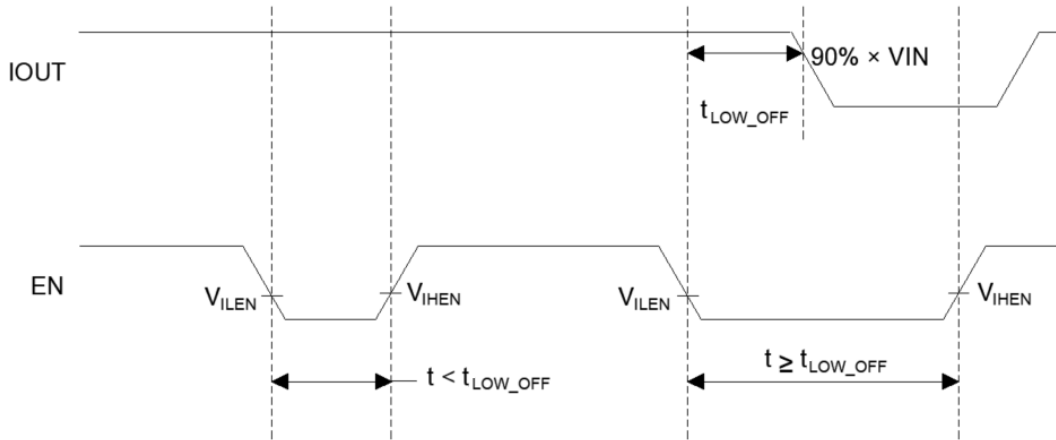 IOUT
90% × VIN
tLOW_OFF
EN
VILEN
VIHEN
VILEN
VIHEN
t < tLOW_OFF
t ≥ tLOW_OFF